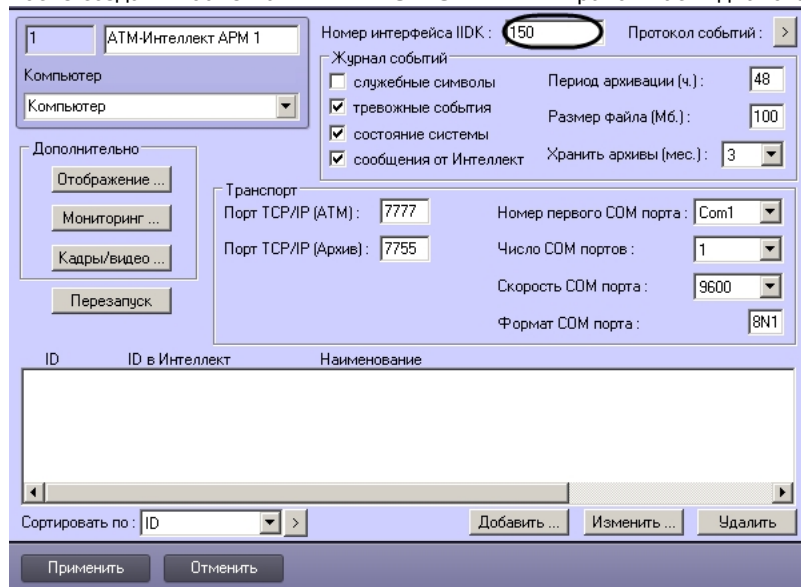 1 АТМ-Интеллект АРМ 1
Номер интерфейса IIDK : 150 Протокол событий : >
Компьютер
Компьютер
Журнал событий
служебные символы Период архивации (ч.) : 48
тревожные события Размер файла (Мб.) : 100
состояние системы
сообщения от Интеллект Хранить архивы (мес.) : 3
Дополнительно
Отображение ...
Мониторинг ...
Кадры/видео ...
Перезапуск
Транспорт
Порт TCP/IP (АТМ) : 7777 Номер первого COM порта : Com1
Порт TCP/IP (Архив) : 7755 Число COM портов : 1
Скорость COM порта : 9600
Формат COM порта : 8N1
ID ID в Интеллект Наименование
Сортировать по : ID > Добавить ... Изменить ... Удалить
Применить Отменить